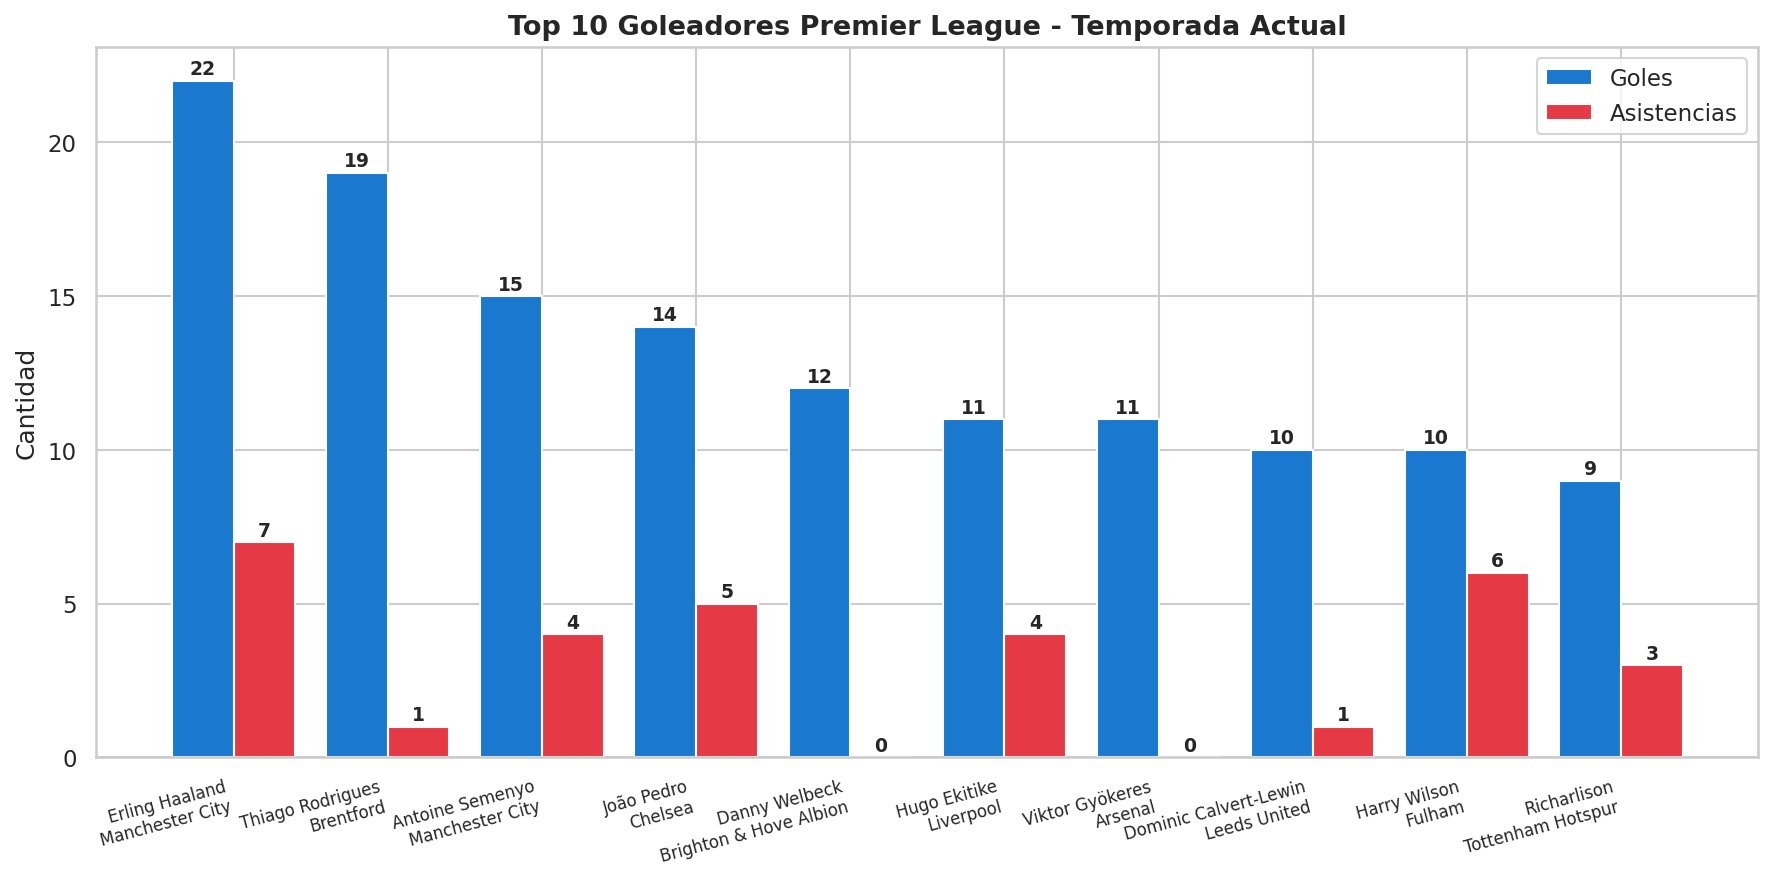 Top 10 Goleadores Premier League - Temporada Actual
Goles
Asistencias
Cantidad
20
15
10
5
0
22
7
19
1
15
4
14
5
12
0
11
4
11
0
10
1
10
6
9
3
Erling Haaland
Manchester City
Thiago Rodrigues
Brentford
Antoine Semenyo
Manchester City
João Pedro
Chelsea
Danny Welbeck
Brighton & Hove Albion
Hugo Ekitike
Liverpool
Viktor Gyökeres
Arsenal
Dominic Calvert-Lewin
Leeds United
Harry Wilson
Fulham
Richarlison
Tottenham Hotspur